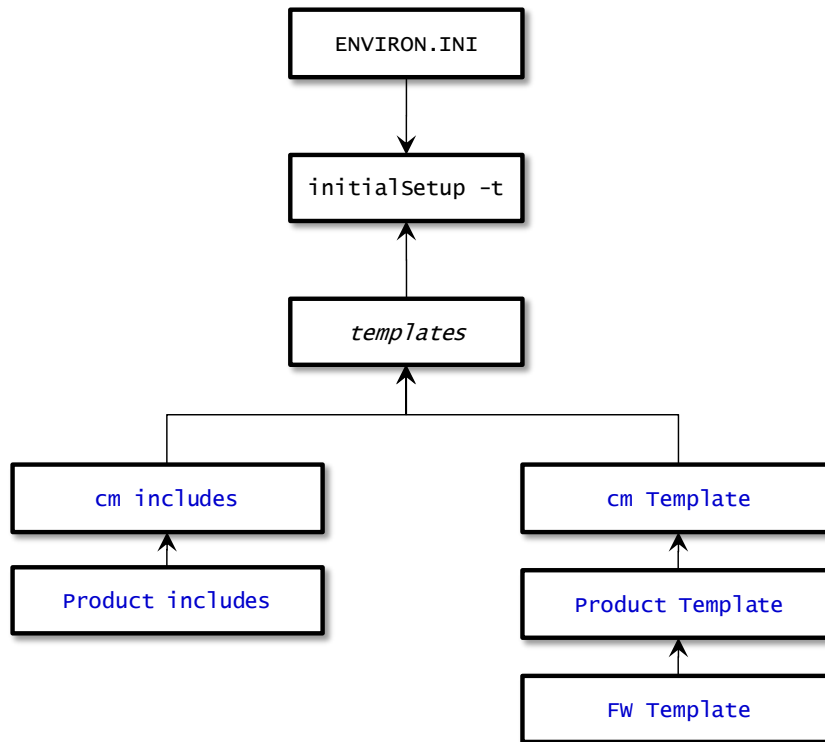 ENVIRON.INI
initialSetup -t
templates
cm includes
cm Template
Product includes
Product Template
FW Template